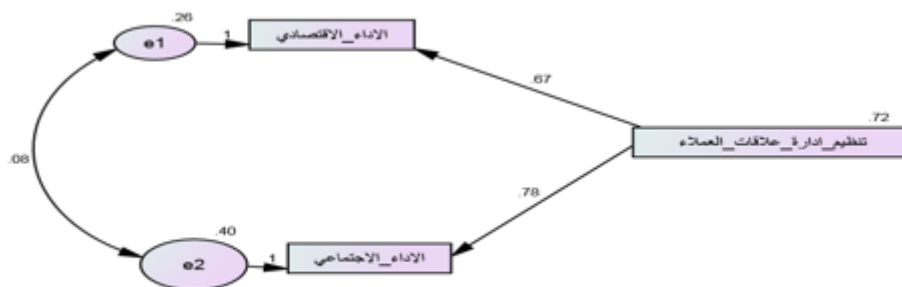 .26
e1
1
الاداء_الاقتصادي
.67
.72
تنظيم_ادارة_علاقات_العملاء
.08
.78
.40
e2
1
الاداء_الاجتماعي